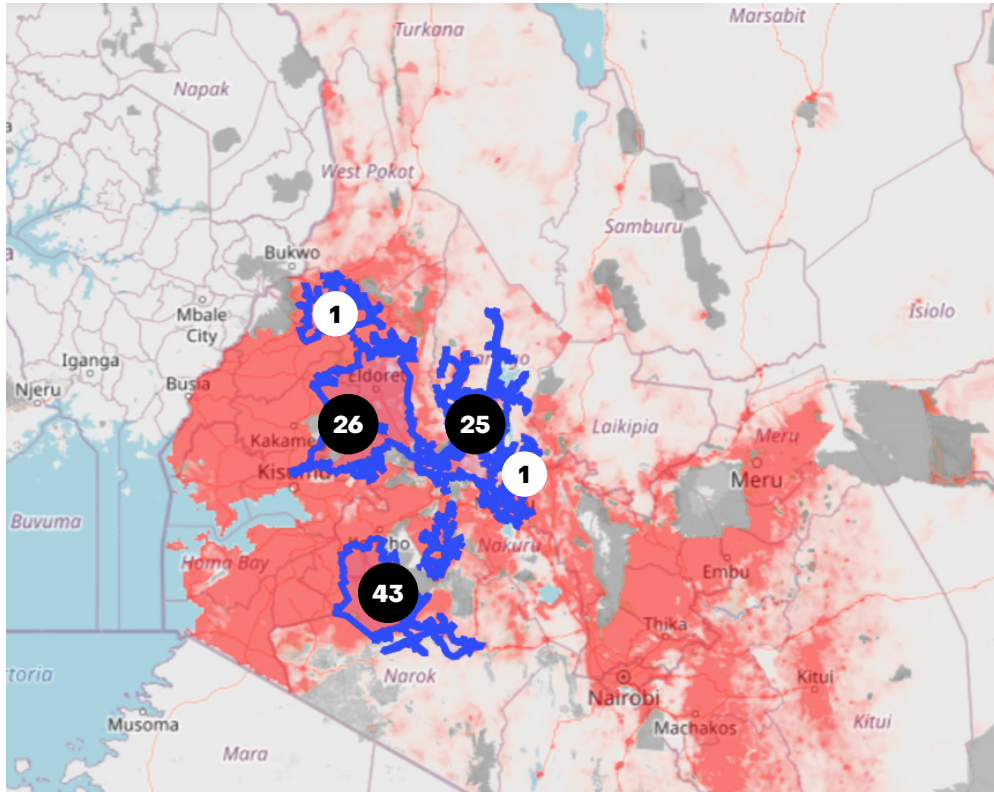 Marsabit
Turkana
Napak
West Pokot
Samburu
Bukwo
Isiolo
Mbale
City
1
Iganga
Eldoret
Busia
Njeru
26
25
Laikipia
Meru
Kisumu
1
Meru
Buvuma
Nakuru
Homa Bay
Embu
43
Thika
Narok
Kitui
Nairobi
Musoma
Machakos
Kitui
Mara